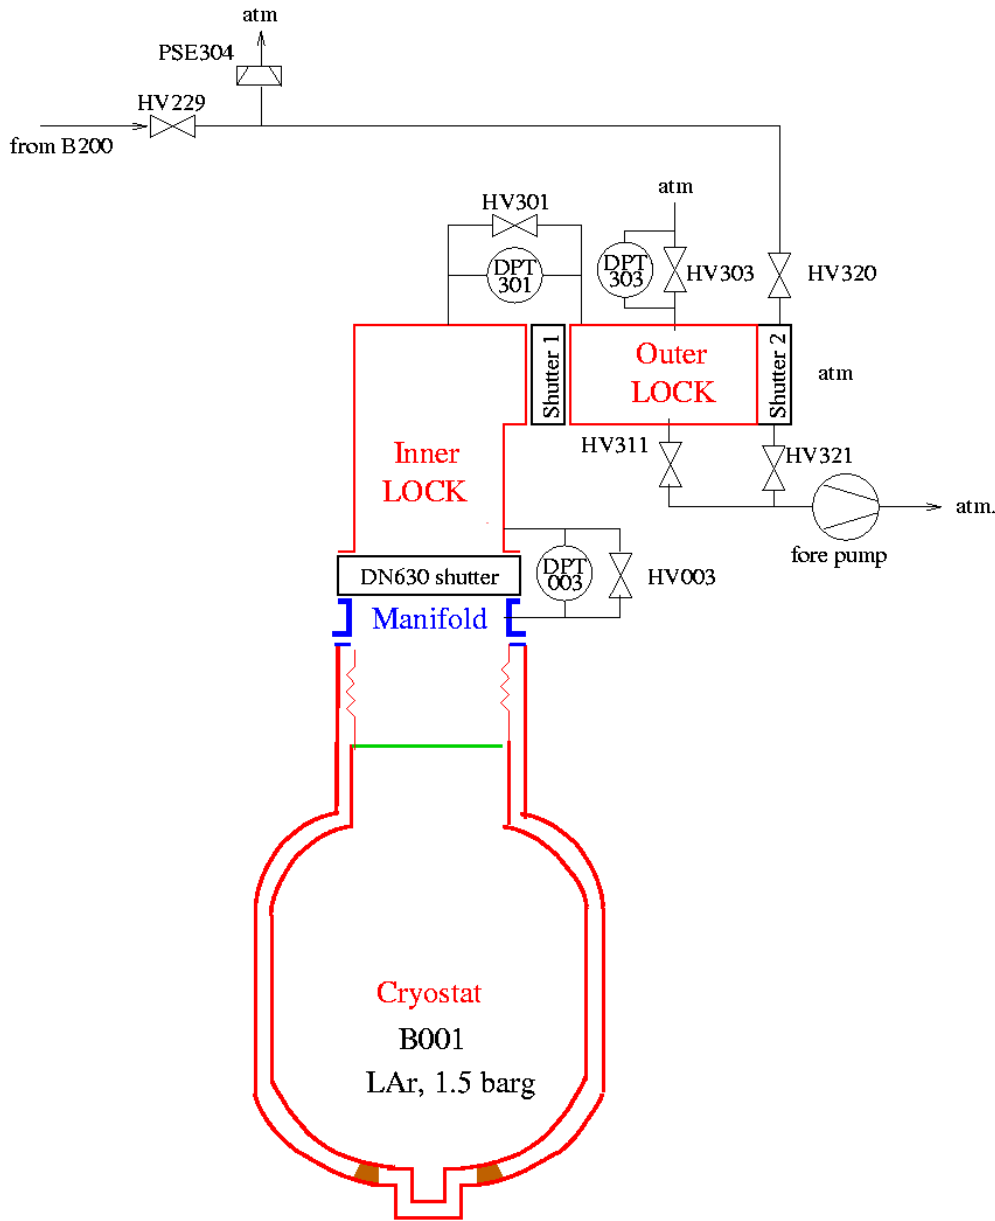 atm
PSE304
HV229
from B200
atm
HV301
DPT
301
DPT
303
HV303
HV320
Shutter 1
Outer
LOCK
Shutter 2
atm
Inner
LOCK
HV311
HV321
atm.
fore pump
DN630 shutter
DPT
003
HV003
Manifold
Cryostat
B001
LAr, 1.5 barg